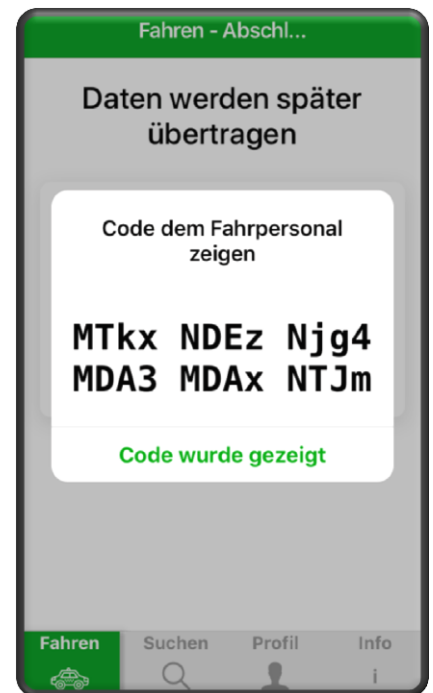 Fahren - Abschl...
Daten werden später
übertragen
Code dem Fahrpersonal
zeigen
MTkx NDEz Njg4
MDA3 MDAx NTJm
Code wurde gezeigt
Fahren Suchen Profil Info